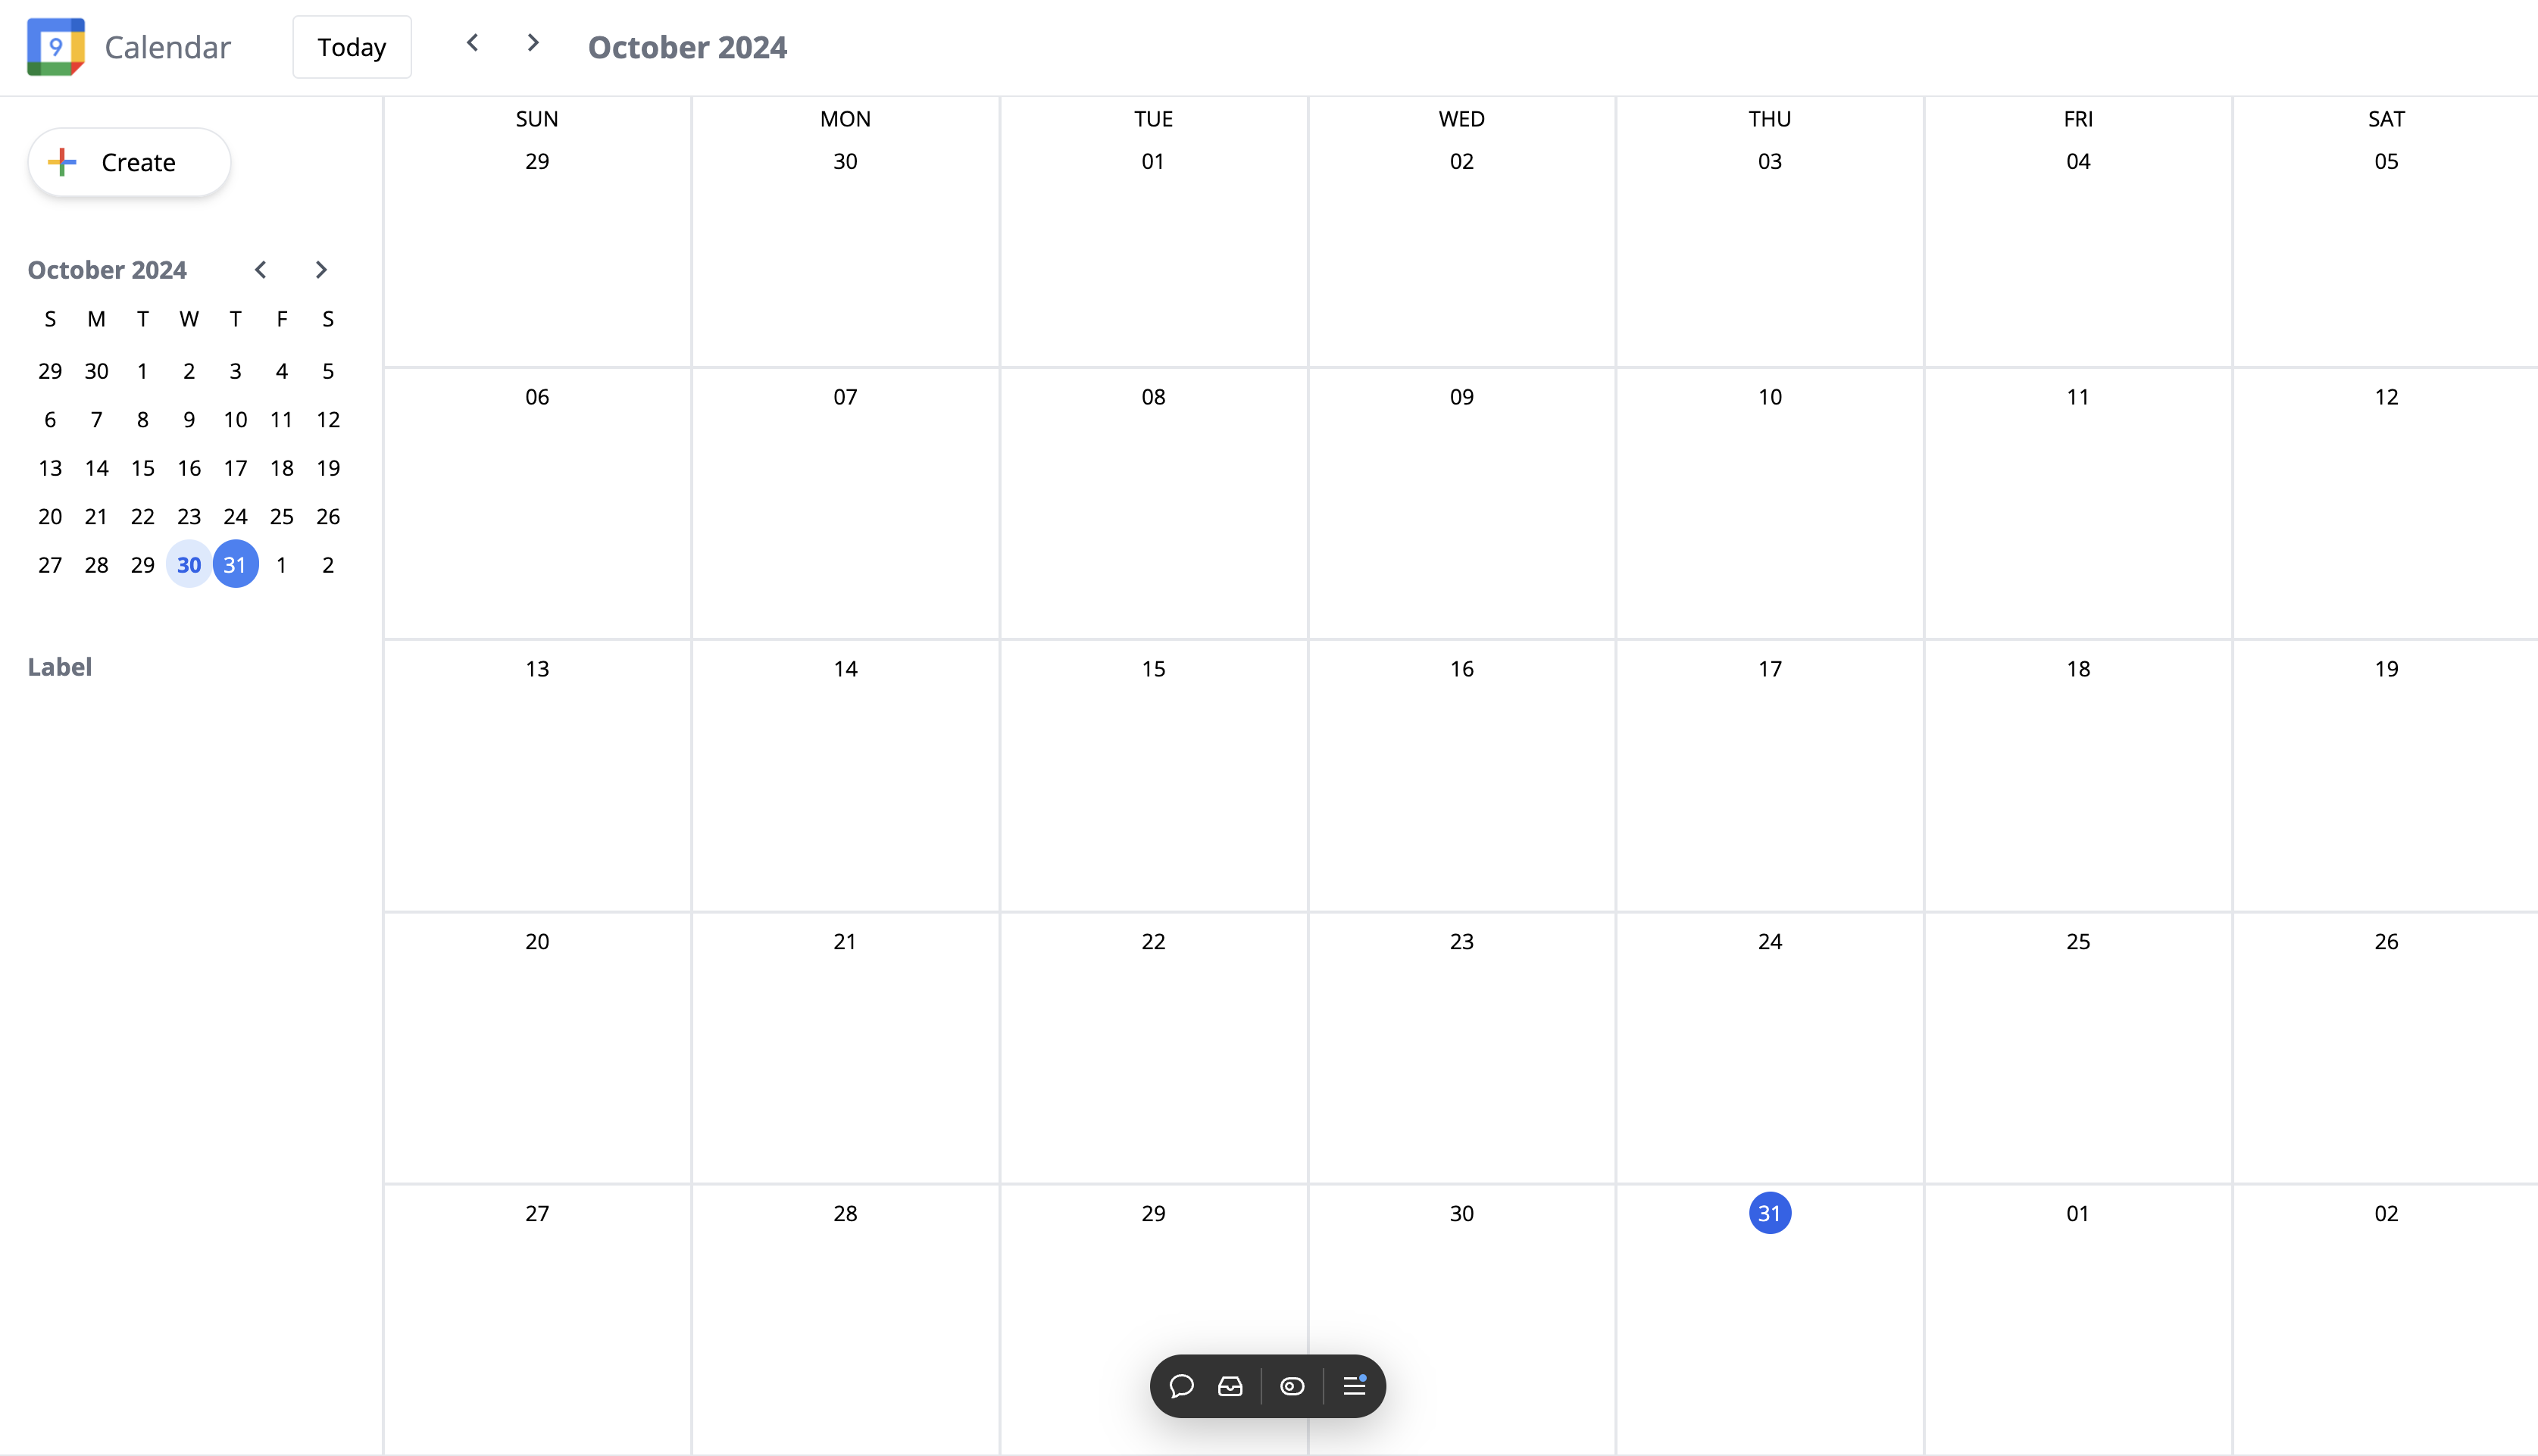 9 Calendar Today October 2024
Create
October 2024
S M T W T F S
29 30 1 2 3 4 5
6 7 8 9 10 11 12
13 14 15 16 17 18 19
20 21 22 23 24 25 26
27 28 29 30 31 1 2
Label
SUN MON TUE WED THU FRI SAT
29 30 01 02 03 04 05
06 07 08 09 10 11 12
13 14 15 16 17 18 19
20 21 22 23 24 25 26
27 28 29 30 31 01 02